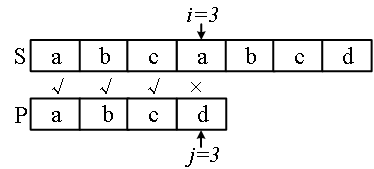 i=3
S a b c a b c d
√ √ √ ×
P a b c d
j=3